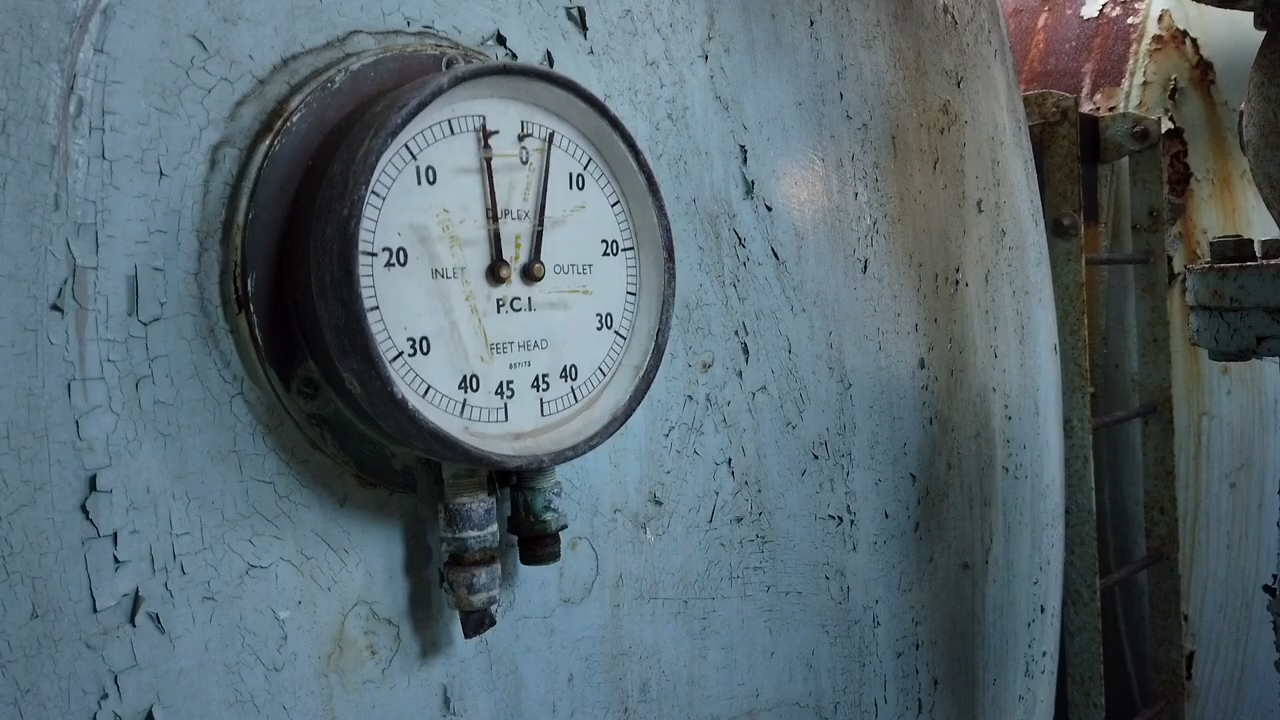 0
10 10
DUPLEX
20 20
INLET OUTLET
P.C.I.
30 30
FEET HEAD
40 45 45 40